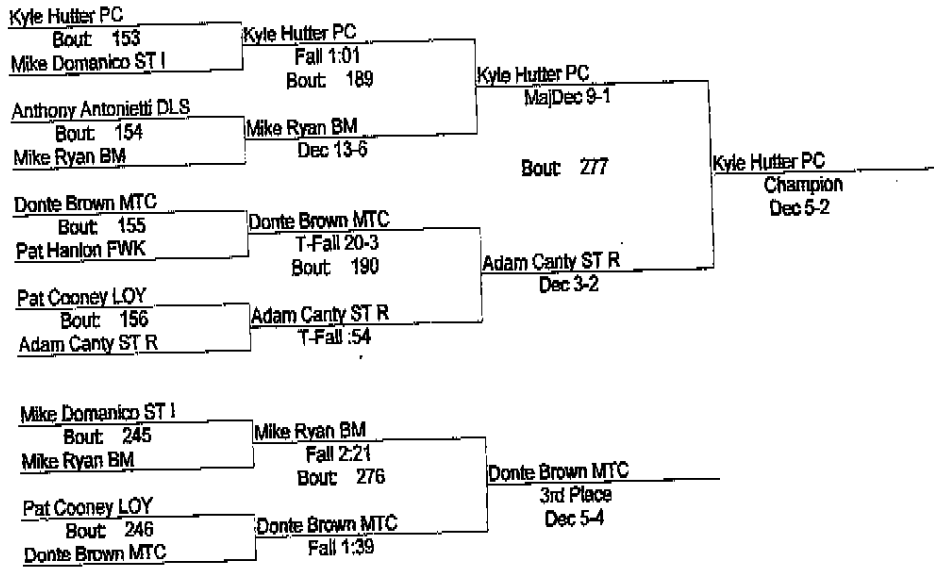 Kyle Hutter PC
Bout: 153
Mike Domanico ST I
Kyle Hutter PC
Fall 1:01
Bout: 189
Anthony Antonietti DLS
Bout: 154
Mike Ryan BM
Mike Ryan BM
Dec 13-6
Kyle Hutter PC
MajDec 9-1
Bout: 277
Donte Brown MTC
Bout: 155
Pat Hanlon FWK
Donte Brown MTC
T-Fall 20-3
Bout: 190
Pat Cooney LOY
Bout: 156
Adam Canty ST R
Adam Canty ST R
T-Fall :54
Adam Canty ST R
Dec 3-2
Kyle Hutter PC
Champion
Dec 5-2
Mike Domanico ST I
Bout: 245
Mike Ryan BM
Mike Ryan BM
Fall 2:21
Bout: 276
Pat Cooney LOY
Bout: 246
Donte Brown MTC
Donte Brown MTC
Fall 1:39
Donte Brown MTC
3rd Place
Dec 5-4